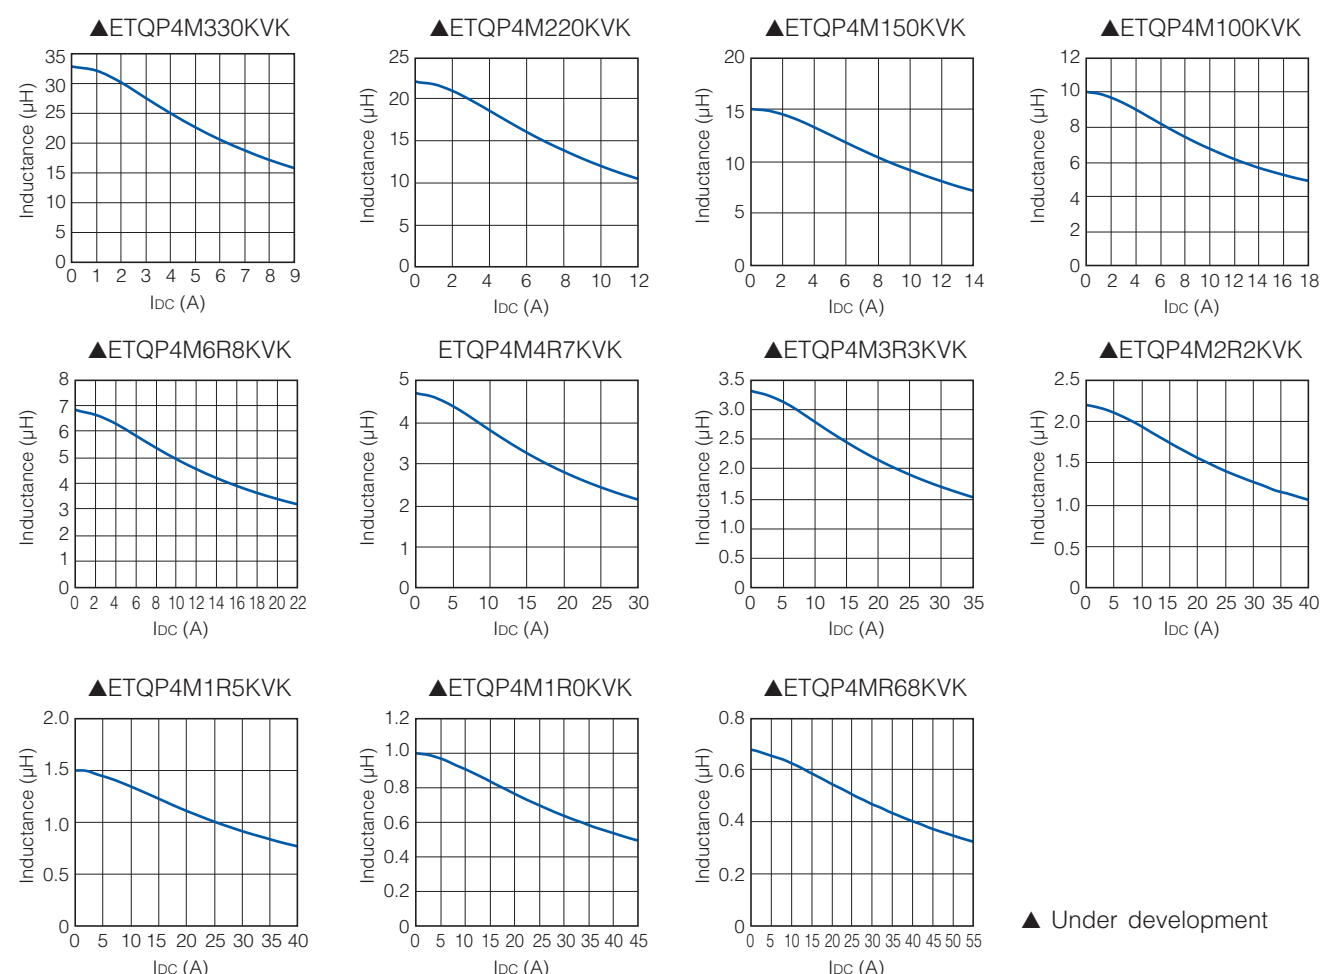 ▲ETQP4M330KVK
35
30
25
20
15
10
5
0
Inductance (μH)
0 1 2 3 4 5 6 7 8 9
IDC (A)
▲ETQP4M220KVK
25
20
15
10
5
0
Inductance (μH)
0 2 4 6 8 10 12
IDC (A)
▲ETQP4M150KVK
20
15
10
5
0
Inductance (μH)
0 2 4 6 8 10 12 14
IDC (A)
▲ETQP4M100KVK
12
10
8
6
4
2
0
Inductance (μH)
0 2 4 6 8 10 12 14 16 18
IDC (A)
▲ETQP4M6R8KVK
8
7
6
5
4
3
2
1
0
Inductance (μH)
0 2 4 6 8 10 12 14 16 18 20 22
IDC (A)
ETQP4M4R7KVK
5
4
3
2
1
0
Inductance (μH)
0 5 10 15 20 25 30
IDC (A)
▲ETQP4M3R3KVK
3.5
3.0
2.5
2.0
1.5
1.0
0.5
0
Inductance (μH)
0 5 10 15 20 25 30 35
IDC (A)
▲ETQP4M2R2KVK
2.5
2.0
1.5
1.0
0.5
0
Inductance (μH)
0 5 10 15 20 25 30 35 40
IDC (A)
▲ETQP4M1R5KVK
2.0
1.5
1.0
0.5
0
Inductance (μH)
0 5 10 15 20 25 30 35 40
IDC (A)
▲ETQP4M1R0KVK
1.2
1.0
0.8
0.6
0.4
0.2
0
Inductance (μH)
0 5 10 15 20 25 30 35 40 45
IDC (A)
▲ETQP4MR68KVK
0.8
0.6
0.4
0.2
0
Inductance (μH)
0 5 10 15 20 25 30 35 40 45 50 55
IDC (A)
▲ Under development